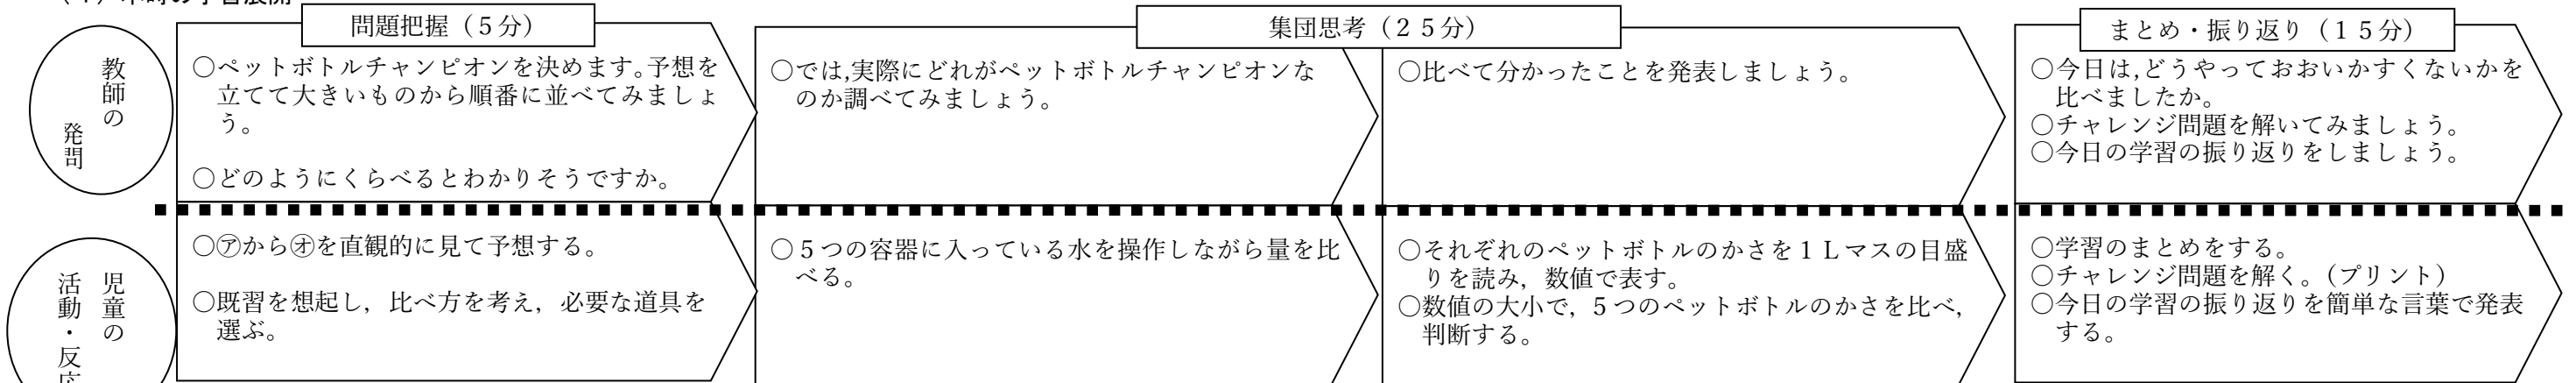 問題把握（５分）
集団思考（２５分）
まとめ・振り返り（１５分）
教師の
発問
○ペットボトルチャンピオンを決めます。予想を
立てて大きいものから順番に並べてみましょ
う。
○どのようにくらべるとわかりそうですか。
○では,実際にどれがペットボトルチャンピオンな
のか調べてみましょう。
○比べて分かったことを発表しましょう。
○今日は,どうやっておおいかすくないかを
比べましたか。
○チャレンジ問題を解いてみましょう。
○今日の学習の振り返りをしましょう。
児童の
活動・反応
○㋐から㋔を直観的に見て予想する。
○既習を想起し，比べ方を考え，必要な道具を
選ぶ。
○５つの容器に入っている水を操作しながら量を比
べる。
○それぞれのペットボトルのかさを１Ｌマスの目盛
りを読み，数値で表す。
○数値の大小で，５つのペットボトルのかさを比べ，
判断する。
○学習のまとめをする。
○チャレンジ問題を解く。（プリント）
○今日の学習の振り返りを簡単な言葉で発表
する。